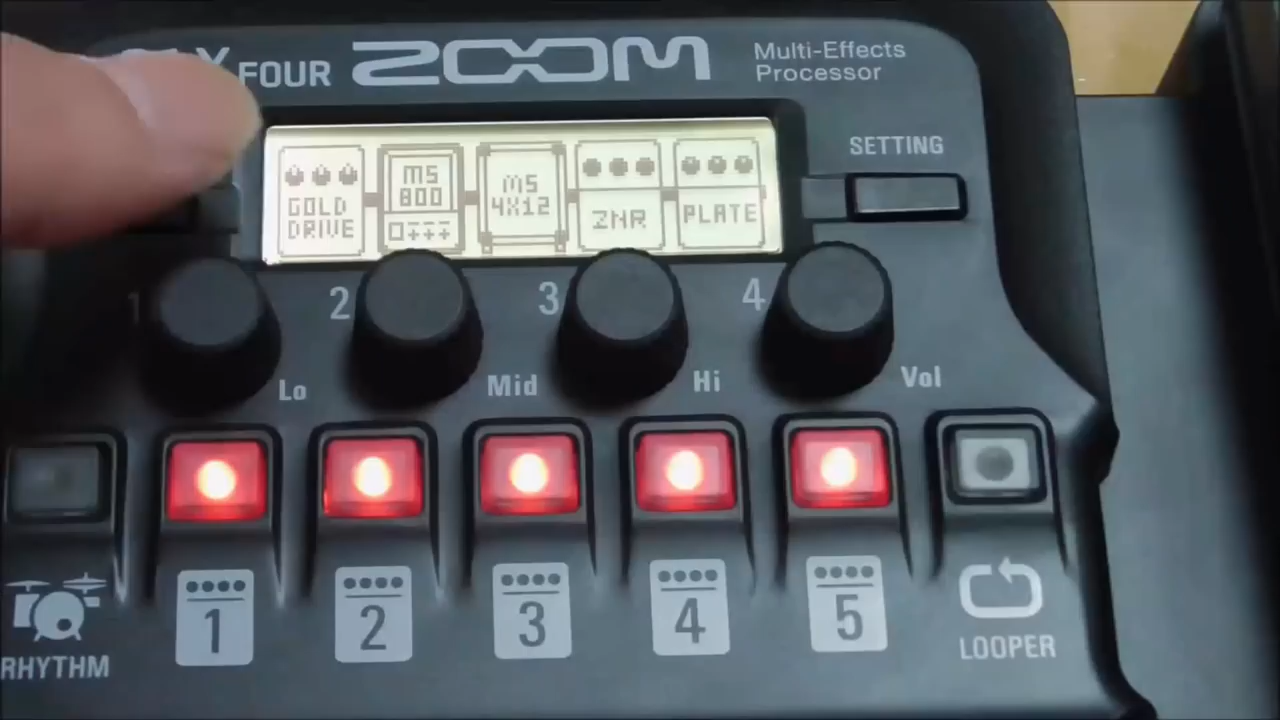 FOUR ZOOM Multi-Effects
Processor
SETTING
GOLD
DRIVE
MS
800
MS
4X12
ZNR
PLATE
1 2 3 4
Lo Mid Hi Vol
1 2 3 4 5
RHYTHM
LOOPER